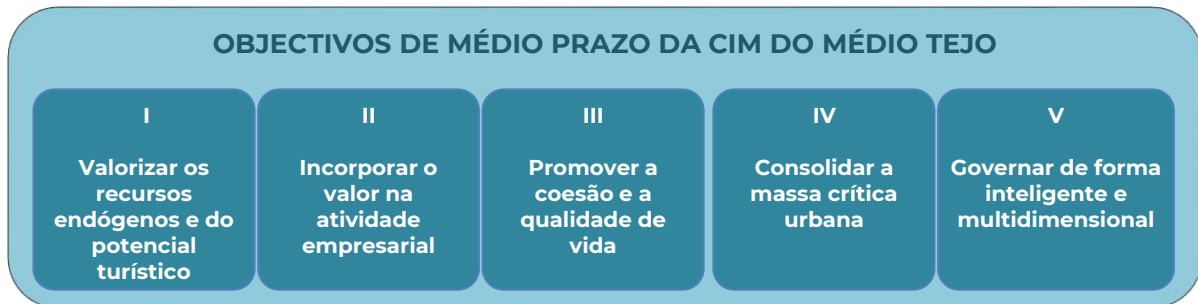 OBJECTIVOS DE MÉDIO PRAZO DA CIM DO MÉDIO TEJO
I
Valorizar os
recursos
endógenos e do
potencial
turístico
II
Incorporar o
valor na
atividade
empresarial
III
Promover a
coesão e a
qualidade de
vida
IV
Consolidar a
massa crítica
urbana
V
Governar de forma
inteligente e
multidimensional